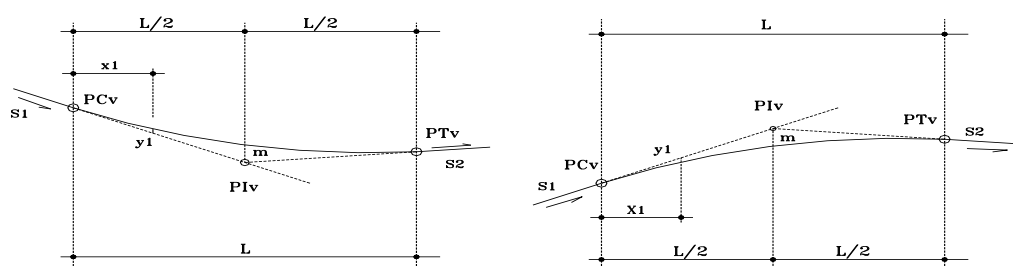 L/2
L/2
x1
PCv
S1
y1
m
PIv
PTv
S2
L
L
PIv
PTv
S2
m
y1
PCv
S1
X1
L/2
L/2